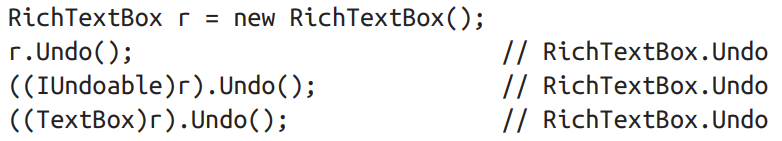 RichTextBox r = new RichTextBox();
r.Undo();                          // RichTextBox.Undo
((IUndoable)r).Undo();             // RichTextBox.Undo
((TextBox)r).Undo();               // RichTextBox.Undo